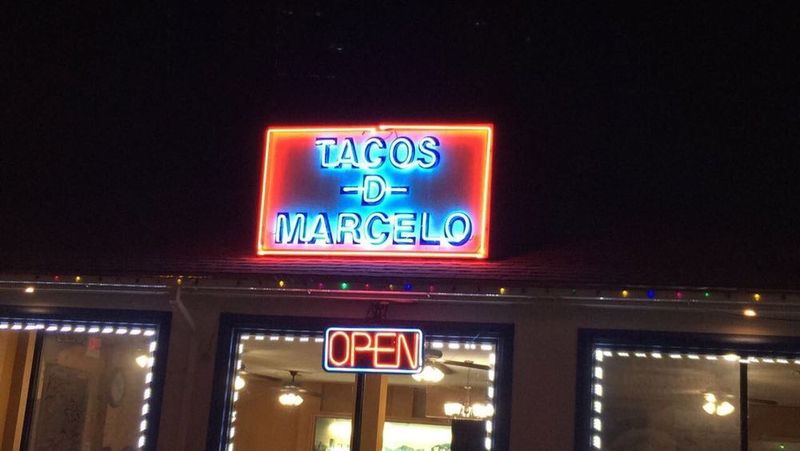 TACOS
-D-
MARCELO
OPEN